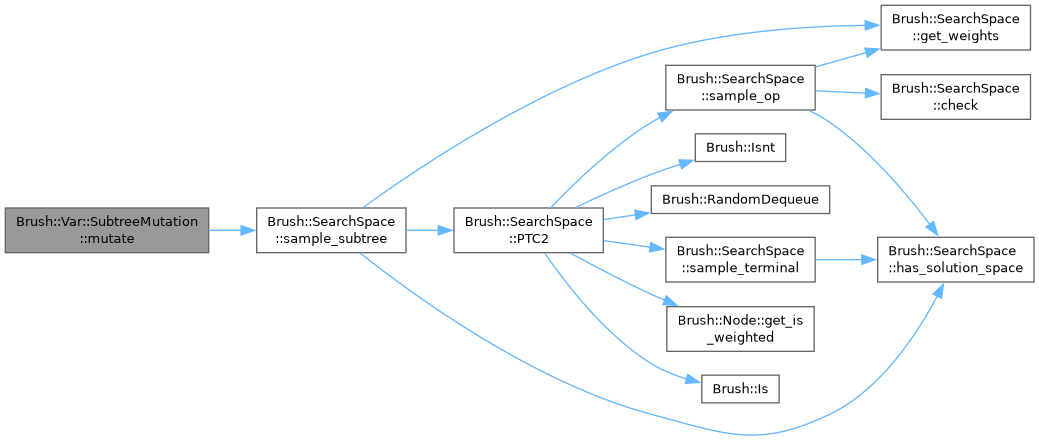 Brush::Var::SubtreeMutation
::mutate
Brush::SearchSpace
::sample_subtree
Brush::SearchSpace
::PTC2
Brush::SearchSpace
::sample_op
Brush::Isnt
Brush::RandomDequeue
Brush::SearchSpace
::sample_terminal
Brush::Node::get_is
_weighted
Brush::Is
Brush::SearchSpace
::get_weights
Brush::SearchSpace
::check
Brush::SearchSpace
::has_solution_space